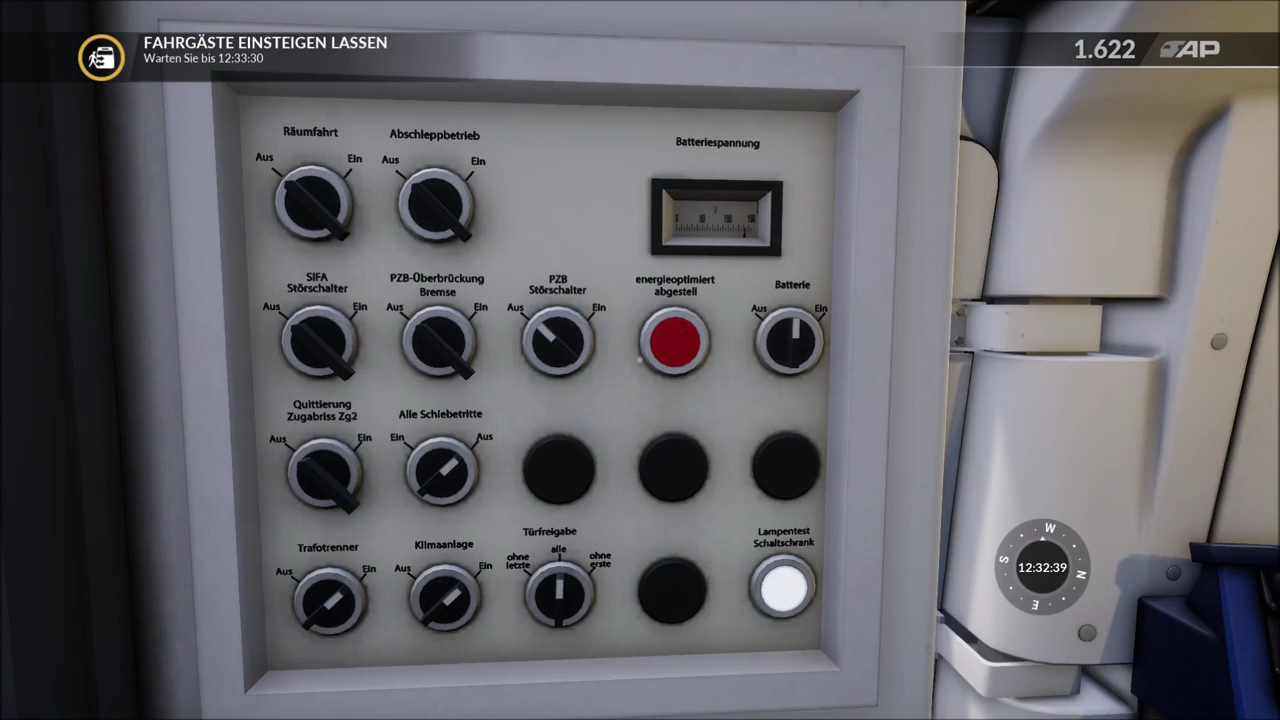 FAHRGÄSTE EINSTEIGEN LASSEN
Warten Sie bis 12:33:30
1.622 AP
Räumfahrt
Aus Ein
Abschleppbetrieb
Aus Ein
Batteriespannung
V
SIFA
Störschalter
Aus Ein
PZB-Überbrückung
Bremse
Aus Ein
PZB
Störschalter
Aus Ein
energieoptimiert
abgestell
Batterie
Aus Ein
Quittierung
Zugabriss Zg2
Aus Ein
Alle Schiebetritte
Ein Aus
Trafotrenner
Aus Ein
Klimaanlage
Aus Ein
Türfreigabe
ohne
letzte
alle
ohne
erste
Lampentest
Schaltschrank
W
S
N
E
12:32:39